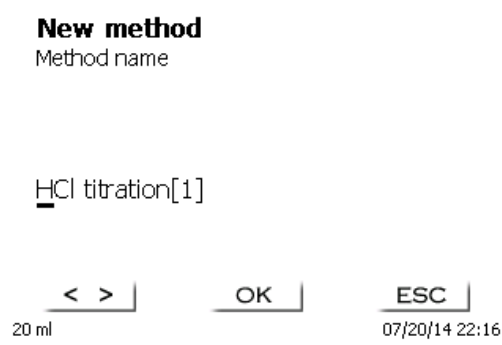 New method
Method name
HCl titration[1]
< > OK ESC
20 ml 07/20/14 22:16